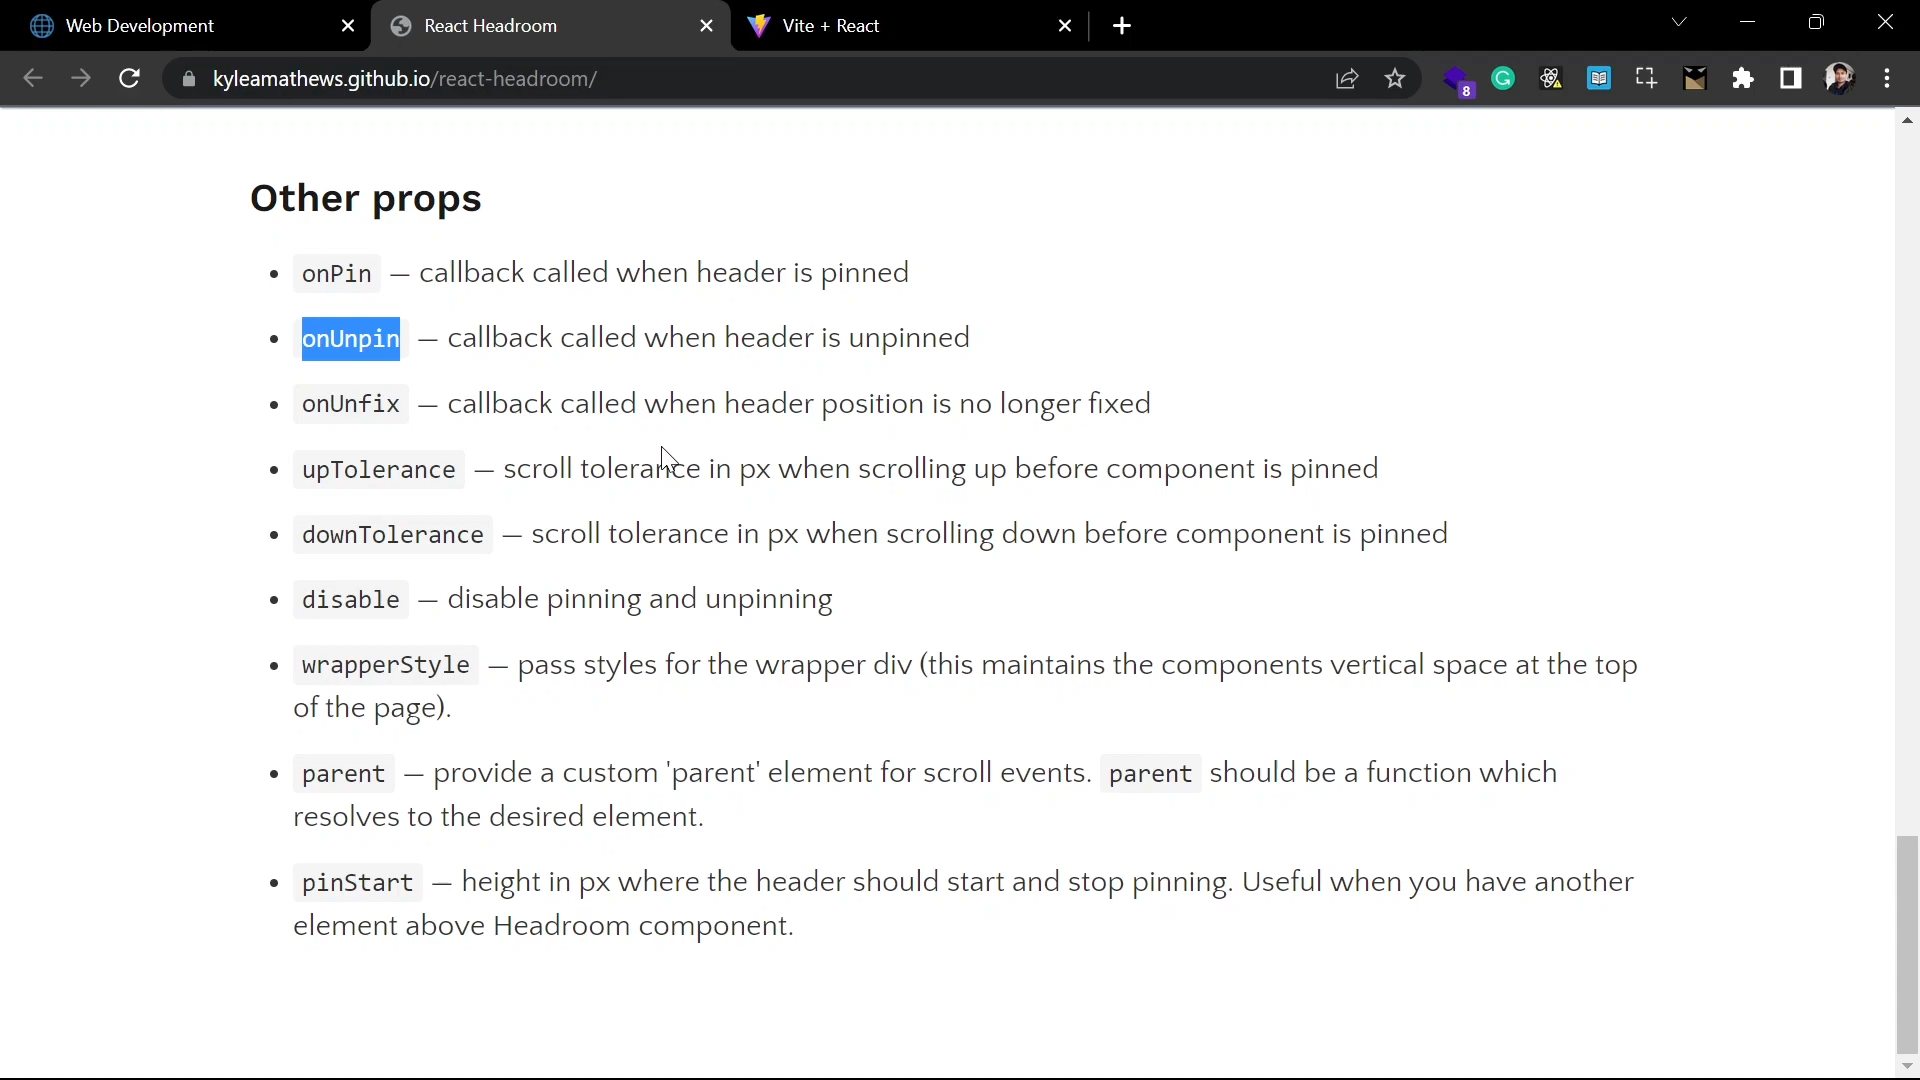 Web Development
React Headroom
Vite + React
kyleamathews.github.io/react-headroom/
8
Other props
onPin — callback called when header is pinned
onUnpin — callback called when header is unpinned
onUnfix — callback called when header position is no longer fixed
upTolerance — scroll tolerance in px when scrolling up before component is pinned
downTolerance — scroll tolerance in px when scrolling down before component is pinned
disable — disable pinning and unpinning
wrapperStyle — pass styles for the wrapper div (this maintains the components vertical space at the top
of the page).
parent — provide a custom 'parent' element for scroll events. parent should be a function which
resolves to the desired element.
pinStart — height in px where the header should start and stop pinning. Useful when you have another
element above Headroom component.